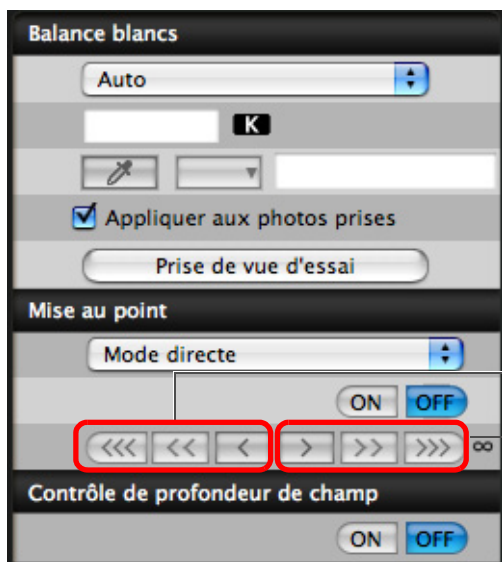 Balance blancs
Auto
K
Appliquer aux photos prises
Prise de vue d'essai
Mise au point
Mode directe
ON OFF
<<< << < > >> >>> ∞
Contrôle de profondeur de champ
ON OFF